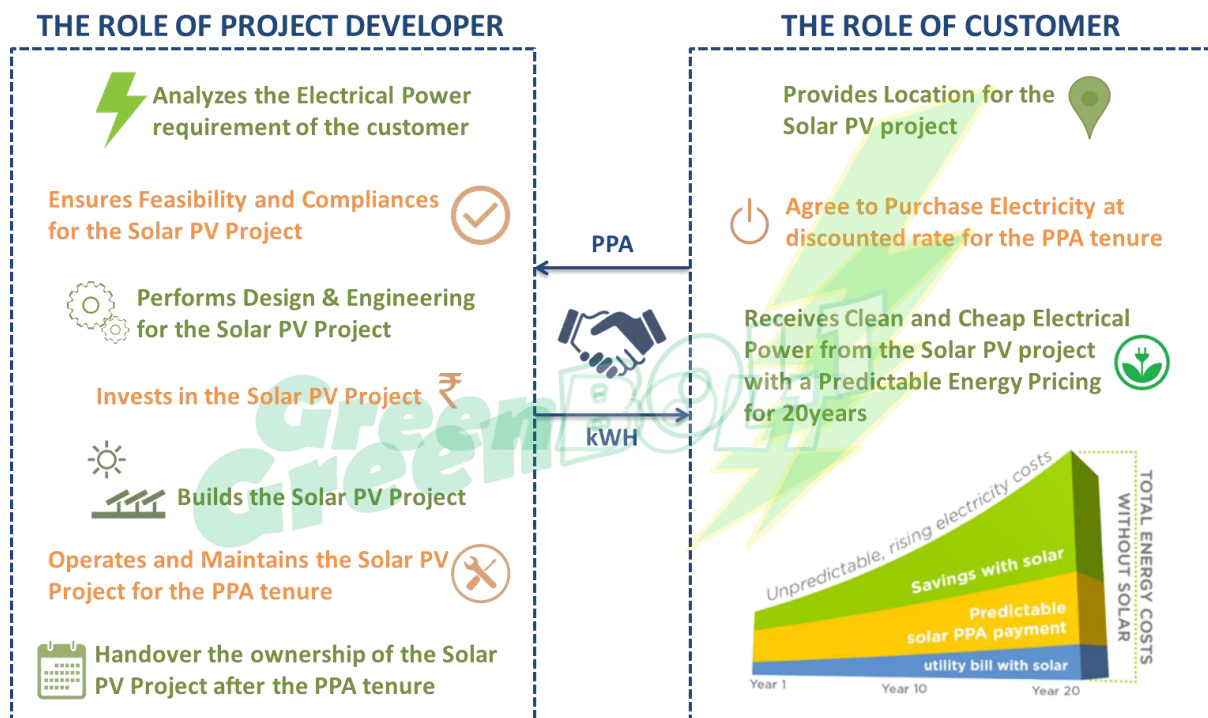 THE ROLE OF PROJECT DEVELOPER
Analyzes the Electrical Power
requirement of the customer
Ensures Feasibility and Compliances
for the Solar PV Project
Performs Design & Engineering
for the Solar PV Project
Invests in the Solar PV Project ₹
Builds the Solar PV Project
Operates and Maintains the Solar PV
Project for the PPA tenure
Handover the ownership of the Solar
PV Project after the PPA tenure
PPA
kWH
GreenBOLT
GreenBOLT
THE ROLE OF CUSTOMER
Provides Location for the
Solar PV project
Agree to Purchase Electricity at
discounted rate for the PPA tenure
Receives Clean and Cheap Electrical
Power from the Solar PV project
with a Predictable Energy Pricing
for 20years
Unpredictable, rising electricity costs
Savings with solar
Predictable
solar PPA payment
utility bill with solar
Year 1
Year 10
Year 20
TOTAL ENERGY COSTS
WITHOUT SOLAR